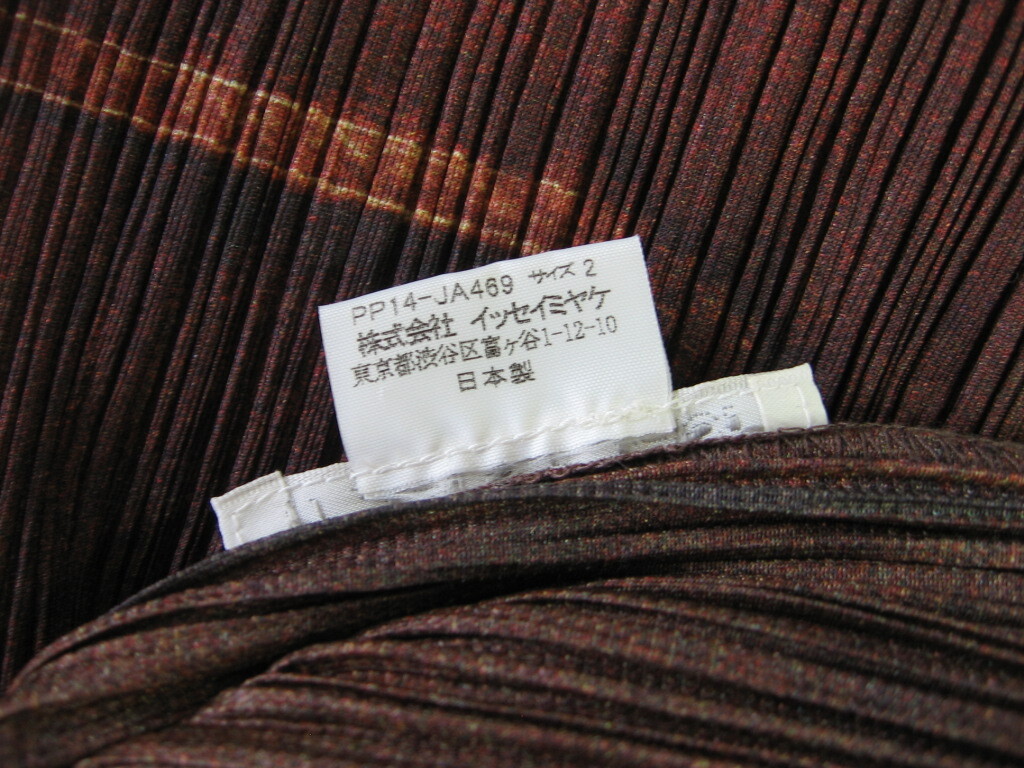 PP14-JA469 サイズ 2
株式会社 イッセイミヤケ
東京都渋谷区富ヶ谷1-12-10
日本製